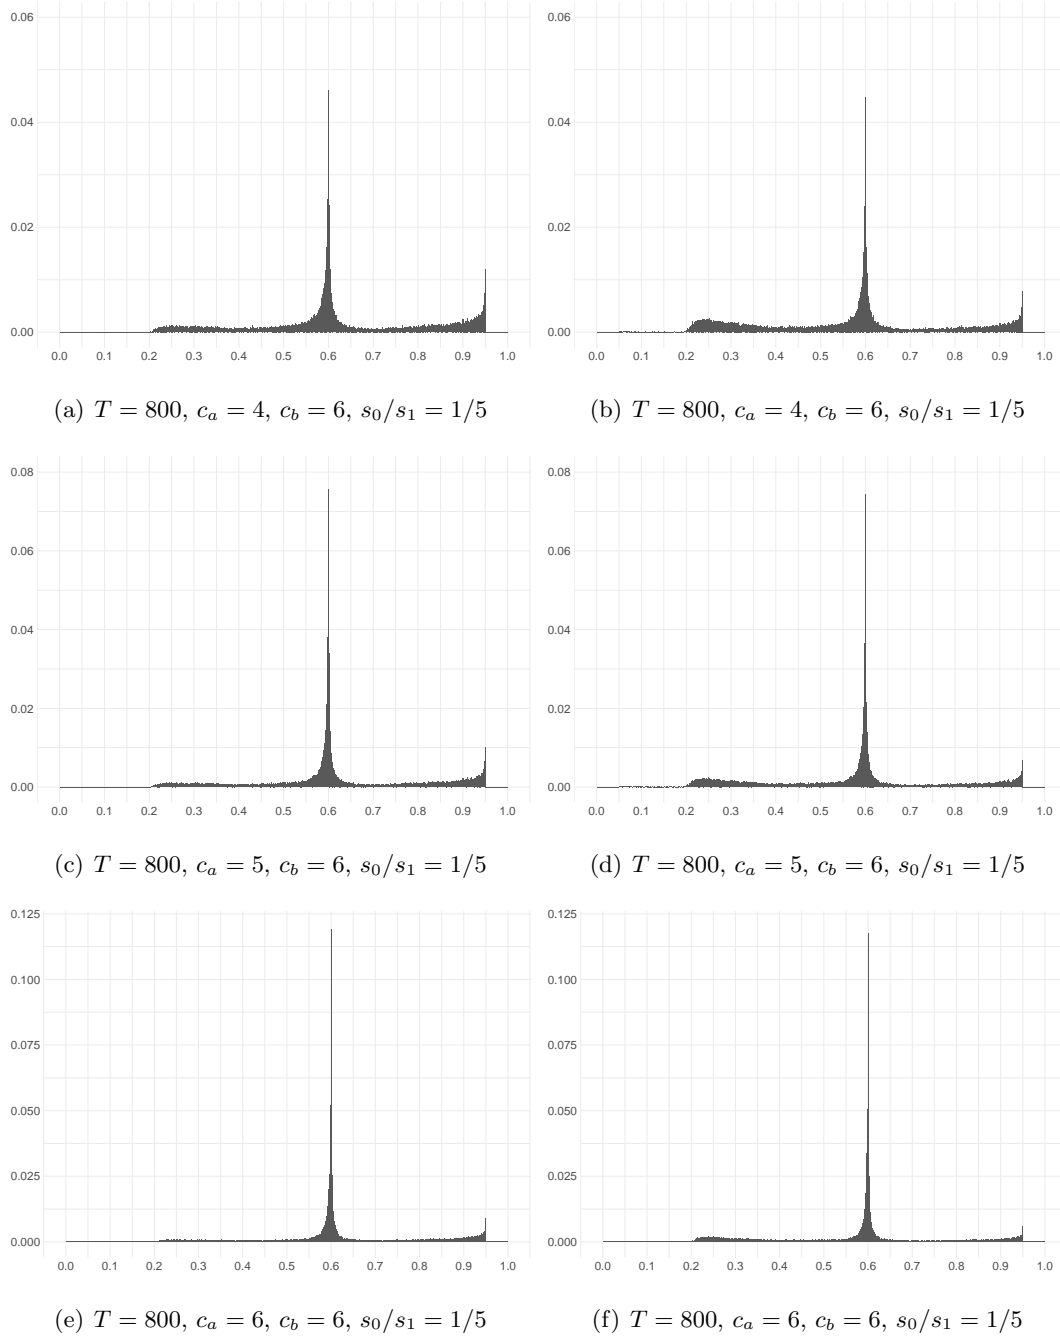 0.06
0.04
0.02
0.00
0.0 0.1 0.2 0.3 0.4 0.5 0.6 0.7 0.8 0.9 1.0
(a) T = 800, c_a = 4, c_b = 6, s_0/s_1 = 1/5
0.06
0.04
0.02
0.00
0.0 0.1 0.2 0.3 0.4 0.5 0.6 0.7 0.8 0.9 1.0
(b) T = 800, c_a = 4, c_b = 6, s_0/s_1 = 1/5
0.08
0.06
0.04
0.02
0.00
0.0 0.1 0.2 0.3 0.4 0.5 0.6 0.7 0.8 0.9 1.0
(c) T = 800, c_a = 5, c_b = 6, s_0/s_1 = 1/5
0.08
0.06
0.04
0.02
0.00
0.0 0.1 0.2 0.3 0.4 0.5 0.6 0.7 0.8 0.9 1.0
(d) T = 800, c_a = 5, c_b = 6, s_0/s_1 = 1/5
0.125
0.100
0.075
0.050
0.025
0.000
0.0 0.1 0.2 0.3 0.4 0.5 0.6 0.7 0.8 0.9 1.0
(e) T = 800, c_a = 6, c_b = 6, s_0/s_1 = 1/5
0.125
0.100
0.075
0.050
0.025
0.000
0.0 0.1 0.2 0.3 0.4 0.5 0.6 0.7 0.8 0.9 1.0
(f) T = 800, c_a = 6, c_b = 6, s_0/s_1 = 1/5